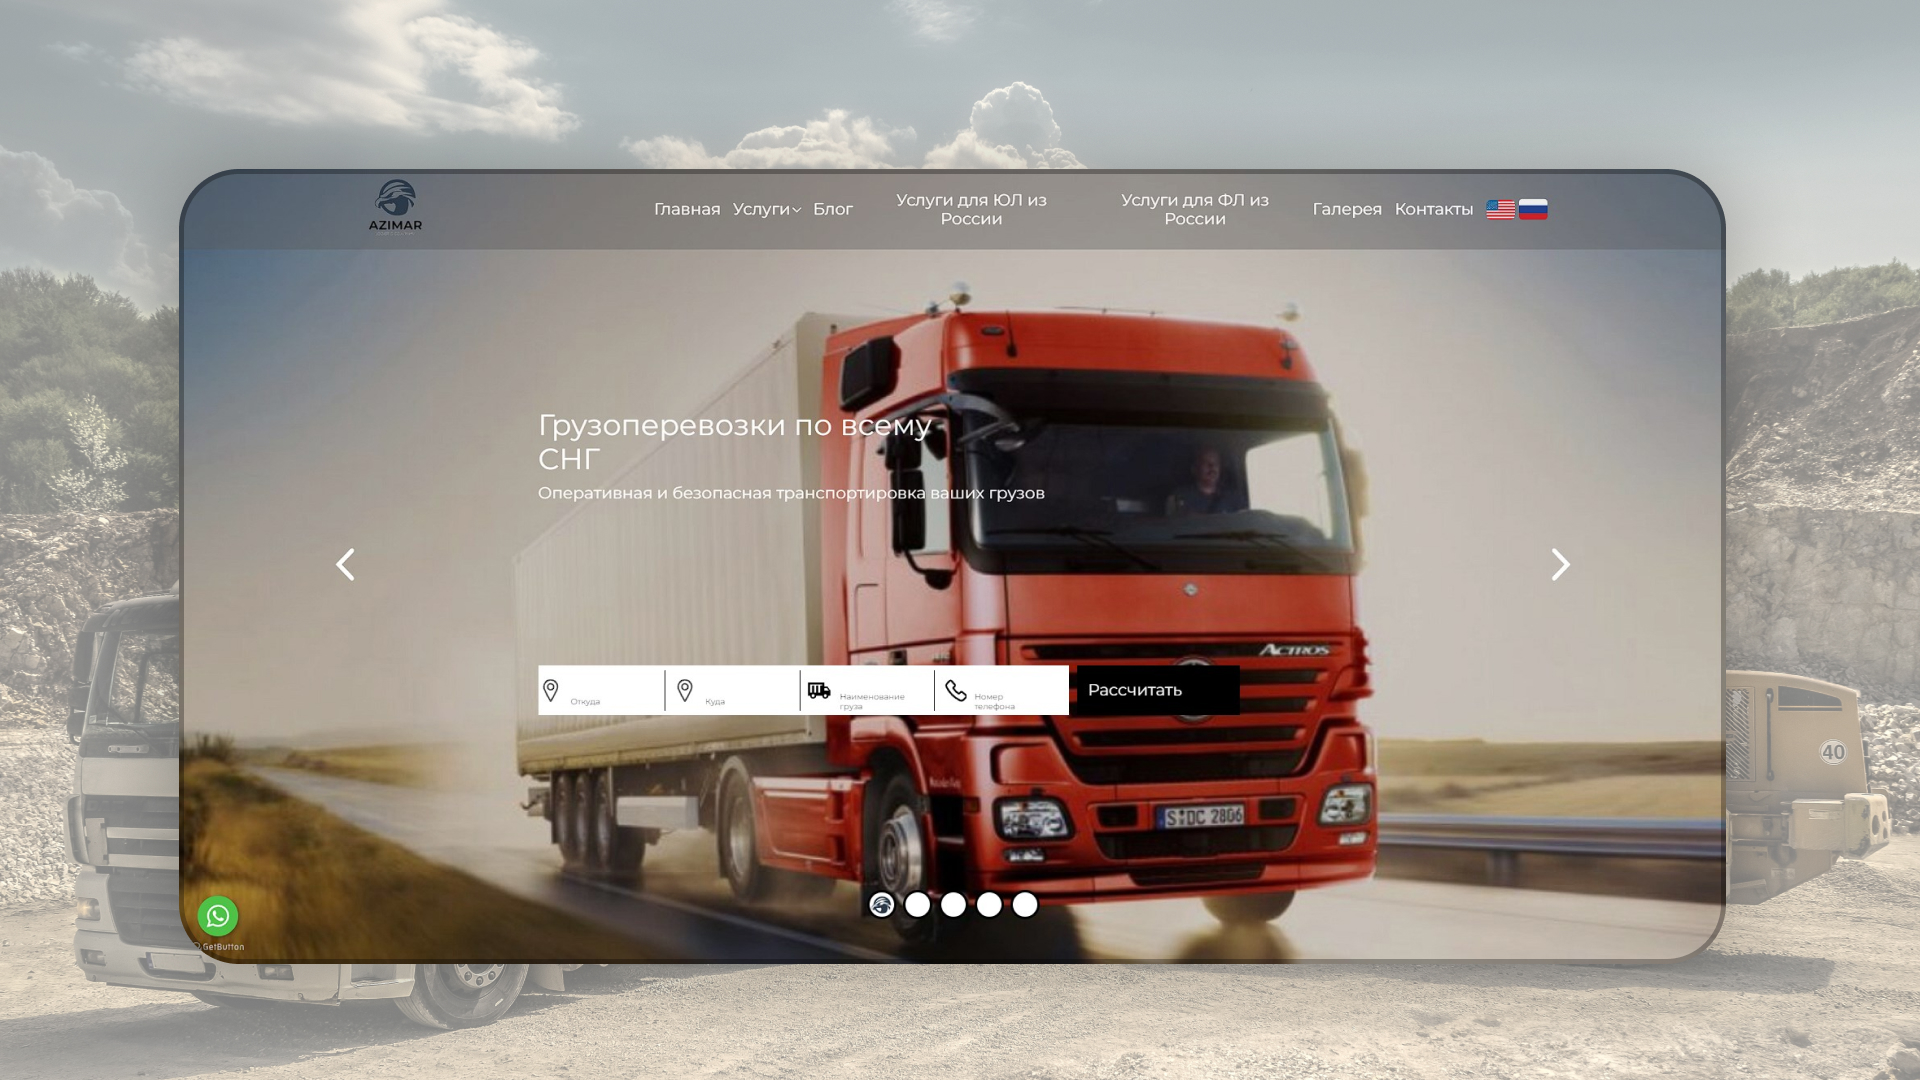 AZIMAR
Главная Услуги Блог Услуги для ЮЛ из
России
Услуги для ФЛ из
России
Галерея Контакты
Грузоперевозки по всему
СНГ
Оперативная и безопасная транспортировка ваших грузов
ACTROS
Откуда
Куда
Наименование
груза
Номер
телефона
Рассчитать
40
S DC 2806
GetButton